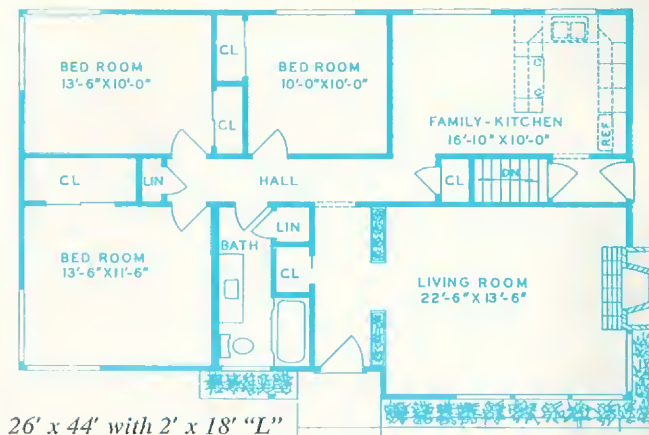 BED ROOM
13'-6"X10'-0"
CL
CL
BED ROOM
10'-0"X10'-0"
FAMILY-KITCHEN
16'-10" X10'-0"
REF.
CL
LIN
HALL
CL
DN
BED ROOM
13'-6"X11'-6"
BATH
LIN
CL
LIVING ROOM
22'-6"X13'-6"
26' x 44' with 2' x 18' "L"